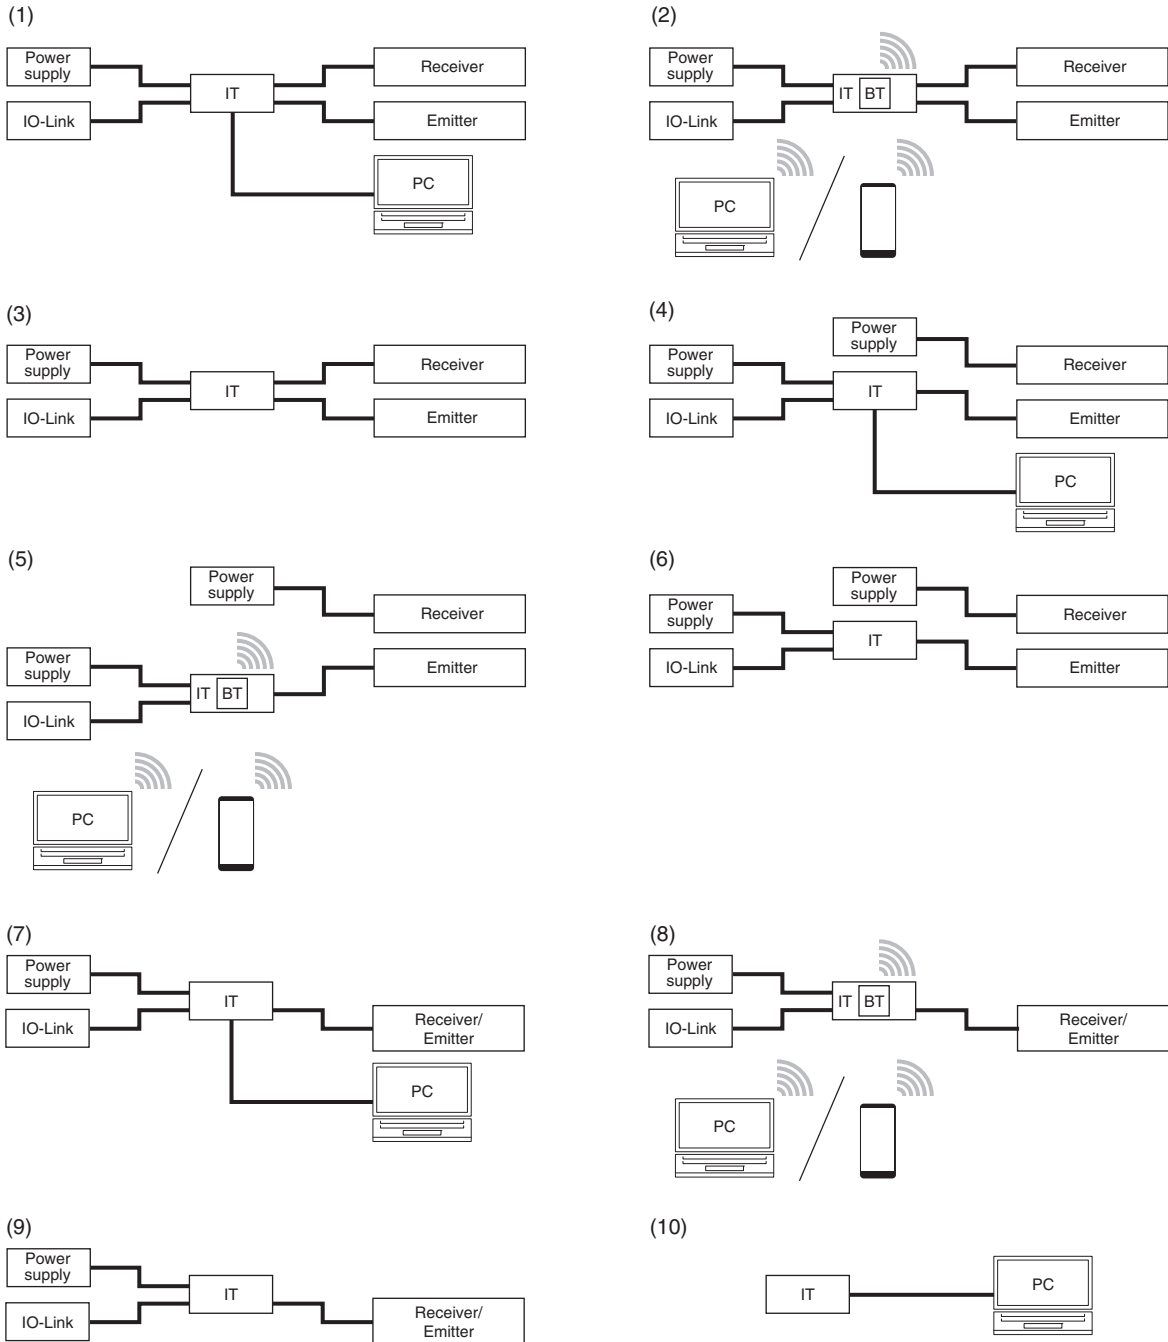 (1)
Power
supply
IO-Link
IT
Receiver
Emitter
PC
(2)
Power
supply
IO-Link
IT BT
Receiver
Emitter
PC
(3)
Power
supply
IO-Link
IT
Receiver
Emitter
(4)
Power
supply
Power
supply
IO-Link
IT
Receiver
Emitter
PC
(5)
Power
supply
Receiver
Power
supply
IO-Link
IT BT
Emitter
PC
(6)
Power
supply
Power
supply
IO-Link
IT
Receiver
Emitter
(7)
Power
supply
IO-Link
IT
Receiver/
Emitter
PC
(8)
Power
supply
IO-Link
IT BT
Receiver/
Emitter
PC
(9)
Power
supply
IO-Link
IT
Receiver/
Emitter
(10)
IT
PC